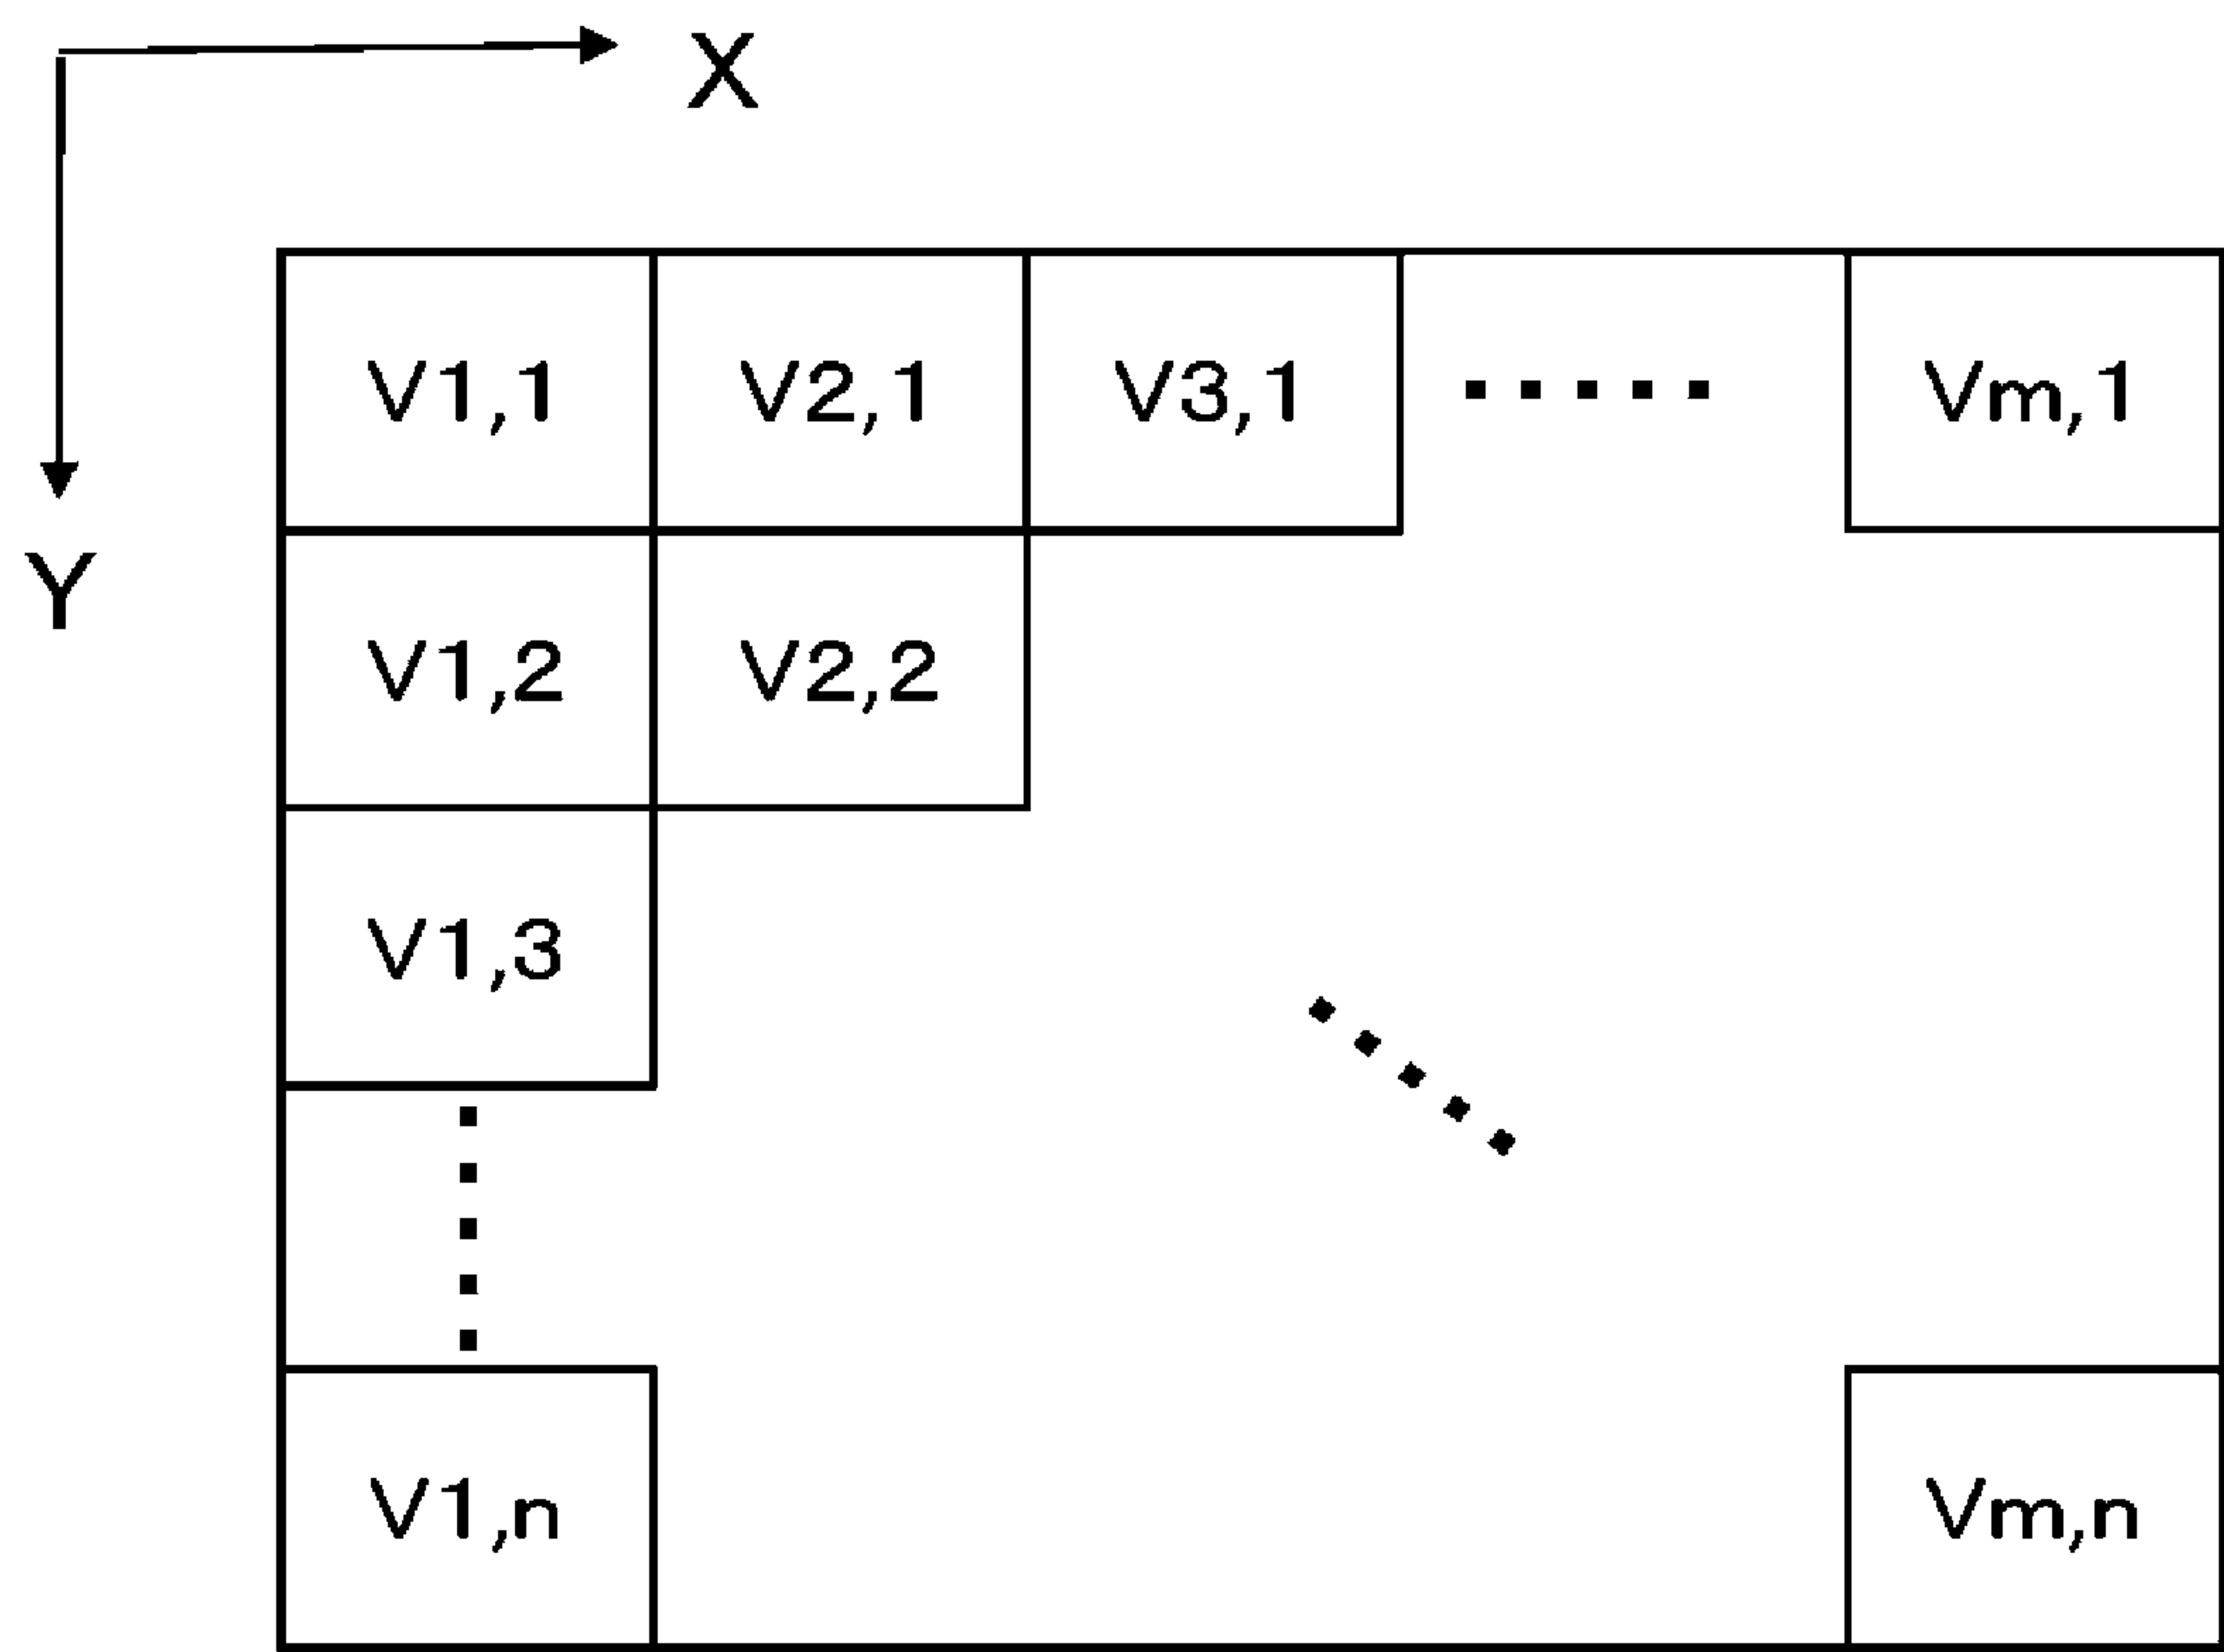 X
V1,1 V2,1 V3,1 ..... Vm,1
Y
V1,2 V2,2
V1,3
V1,n Vm,n